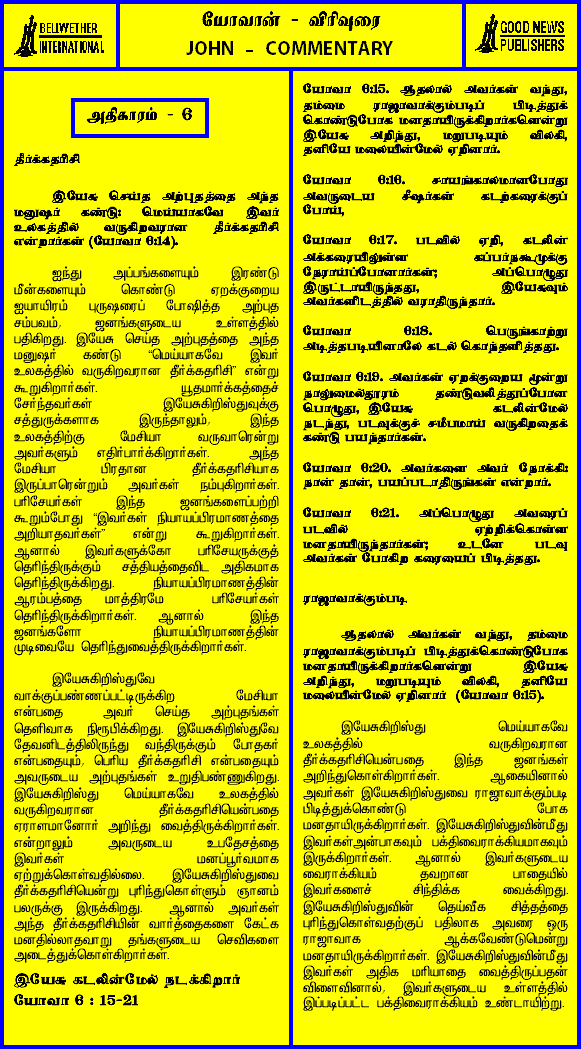 BELWETHER
INTERNATIONAL
யோவான் - விரிவுரை
JOHN - COMMENTARY
GOOD NEWS
PUBLISHERS
அதிகாரம் - 6
தீர்க்கதரிசி
இயேசு செய்த அற்புதத்தை அந்த
மனுஷர் கண்டு: மெய்யாகவே இவர்
உலகத்தில் வருகிறவரான தீர்க்கதரிசி
என்றார்கள் (யோவா 6:14).
ஐந்து அப்பங்களையும் இரண்டு
மீன்களையும் கொண்டு ஏறக்குறைய
ஐயாயிரம் புருஷரைப் போஷித்த அற்புத
சம்பவம், ஜனங்களுடைய உள்ளத்தில்
பதிகிறது. இயேசு செய்த அற்புதத்தை அந்த
மனுஷர் கண்டு “மெய்யாகவே இவர்
உலகத்தில் வருகிறவரான தீர்க்கதரிசி” என்று
கூறுகிறார்கள். யூதமார்க்கத்தைச்
சேர்ந்தவர்கள் இயேசுகிறிஸ்துவுக்கு
சத்துருக்களாக இருந்தாலும், இந்த
உலகத்திற்கு மேசியா வருவாரென்று
அவர்களும் எதிர்பார்க்கிறார்கள். அந்த
மேசியா பிரதான தீர்க்கதரிசியாக
இருப்பாரென்றும் அவர்கள் நம்புகிறார்கள்.
பரிசேயர்கள் இந்த ஜனங்களைப்பற்றி
கூறும்போது “இவர்கள் நியாயப்பிரமாணத்தை
அறியாதவர்கள்” என்று கூறுகிறார்கள்.
ஆனால் இவர்களுக்கோ பரிசேயருக்குத்
தெரிந்திருக்கும் சத்தியத்தைவிட அதிகமாக
தெரிந்திருக்கிறது. நியாயப்பிரமாணத்தின்
ஆரம்பத்தை மாத்திரமே பரிசேயர்கள்
தெரிந்திருக்கிறார்கள். ஆனால் இந்த
ஜனங்களோ நியாயப்பிரமாணத்தின்
முடிவையே தெரிந்துவைத்திருக்கிறார்கள்.
இயேசுகிறிஸ்துவே
வாக்குப்பண்ணப்பட்டிருக்கிற மேசியா
என்பதை அவர் செய்த அற்புதங்கள்
தெளிவாக நிரூபிக்கிறது. இயேசுகிறிஸ்துவே
தேவனிடத்திலிருந்து வந்திருக்கும் போதகர்
என்பதையும், பெரிய தீர்க்கதரிசி என்பதையும்
அவருடைய அற்புதங்கள் உறுதிபண்ணுகிறது.
இயேசுகிறிஸ்து மெய்யாகவே உலகத்தில்
வருகிறவரான தீர்க்கதரிசியென்பதை
ஏராளமானோர் அறிந்து வைத்திருக்கிறார்கள்.
என்றாலும் அவருடைய உபதேசத்தை
இவர்கள் மனப்பூர்வமாக
ஏற்றுக்கொள்வதில்லை. இயேசுகிறிஸ்துவை
தீர்க்கதரிசியென்று புரிந்துகொள்ளும் ஞானம்
பலருக்கு இருக்கிறது. ஆனால் அவர்கள்
அந்த தீர்க்கதரிசியின் வார்த்தைகளை கேட்க
மனதில்லாதவாறு தங்களுடைய செவிகளை
அடைத்துக்கொள்கிறார்கள்.
இயேசு கடலின்மேல் நடக்கிறார்
யோவா 6 : 15-21
யோவா 6:15. ஆதலால் அவர்கள் வந்து,
தம்மை ராஜாவாக்கும்படிப் பிடித்துக்
கொண்டுபோக மனதாயிருக்கிறார்களென்று
இயேசு அறிந்து, மறுபடியும் விலகி,
தனியே மலையின்மேல் ஏறினார்.
யோவா 6:16. சாயங்காலமானபோது
அவருடைய சீஷர்கள் கடற்கரைக்குப்
போய்,
யோவா 6:17. படவில் ஏறி, கடலின்
அக்கரையிலுள்ள கப்பர்நகூமுக்கு
நேராய்ப்போனார்கள்; அப்பொழுது
இருட்டாயிருந்தது, இயேசுவும்
அவர்களிடத்தில் வராதிருந்தார்.
யோவா 6:18. பெருங்காற்று
அடித்தபடியினாலே கடல் கொந்தளித்தது.
யோவா 6:19. அவர்கள் ஏறக்குறைய மூன்று
நாலுமைல்தூரம் தண்டுவலித்துப்போன
பொழுது, இயேசு கடலின்மேல்
நடந்து, படவுக்குச் சமீபமாய் வருகிறதைக்
கண்டு பயந்தார்கள்.
யோவா 6:20. அவர்களை அவர் நோக்கி:
நான் தான், பயப்படாதிருங்கள் என்றார்.
யோவா 6:21. அப்பொழுது அவரைப்
படவில் ஏற்றிக்கொள்ள
மனதாயிருந்தார்கள்; உடனே படவு
அவர்கள் போகிற கரையைப் பிடித்தது.
ராஜாவாக்கும்படி
ஆதலால் அவர்கள் வந்து, தம்மை
ராஜாவாக்கும்படிப் பிடித்துக்கொண்டுபோக
மனதாயிருக்கிறார்களென்று இயேசு
அறிந்து, மறுபடியும் விலகி, தனியே
மலையின்மேல் ஏறினார் (யோவா 6:15).
இயேசுகிறிஸ்து மெய்யாகவே
உலகத்தில் வருகிறவரான
தீர்க்கதரிசியென்பதை இந்த ஜனங்கள்
அறிந்துகொள்கிறார்கள். ஆகையினால்
அவர்கள் இயேசுகிறிஸ்துவை ராஜாவாக்கும்படி
பிடித்துக்கொண்டு போக
மனதாயிருக்கிறார்கள். இயேசுகிறிஸ்துவின்மீது
இவர்கள்அன்பாகவும் பக்திவைராக்கியமாகவும்
இருக்கிறார்கள். ஆனால் இவர்களுடைய
வைராக்கியம் தவறான பாதையில்
இவர்களைச் சிந்திக்க வைக்கிறது.
இயேசுகிறிஸ்துவின் தெய்வீக சித்தத்தை
புரிந்துகொள்வதற்குப் பதிலாக அவரை ஒரு
ராஜாவாக ஆக்கவேண்டுமென்று
மனதாயிருக்கிறார்கள். இயேசுகிறிஸ்துவின்மீது
இவர்கள் அதிக மரியாதை வைத்திருப்பதன்
விளைவினால், இவர்களுடைய உள்ளத்தில்
இப்படிப்பட்ட பக்திவைராக்கியம் உண்டாயிற்று.